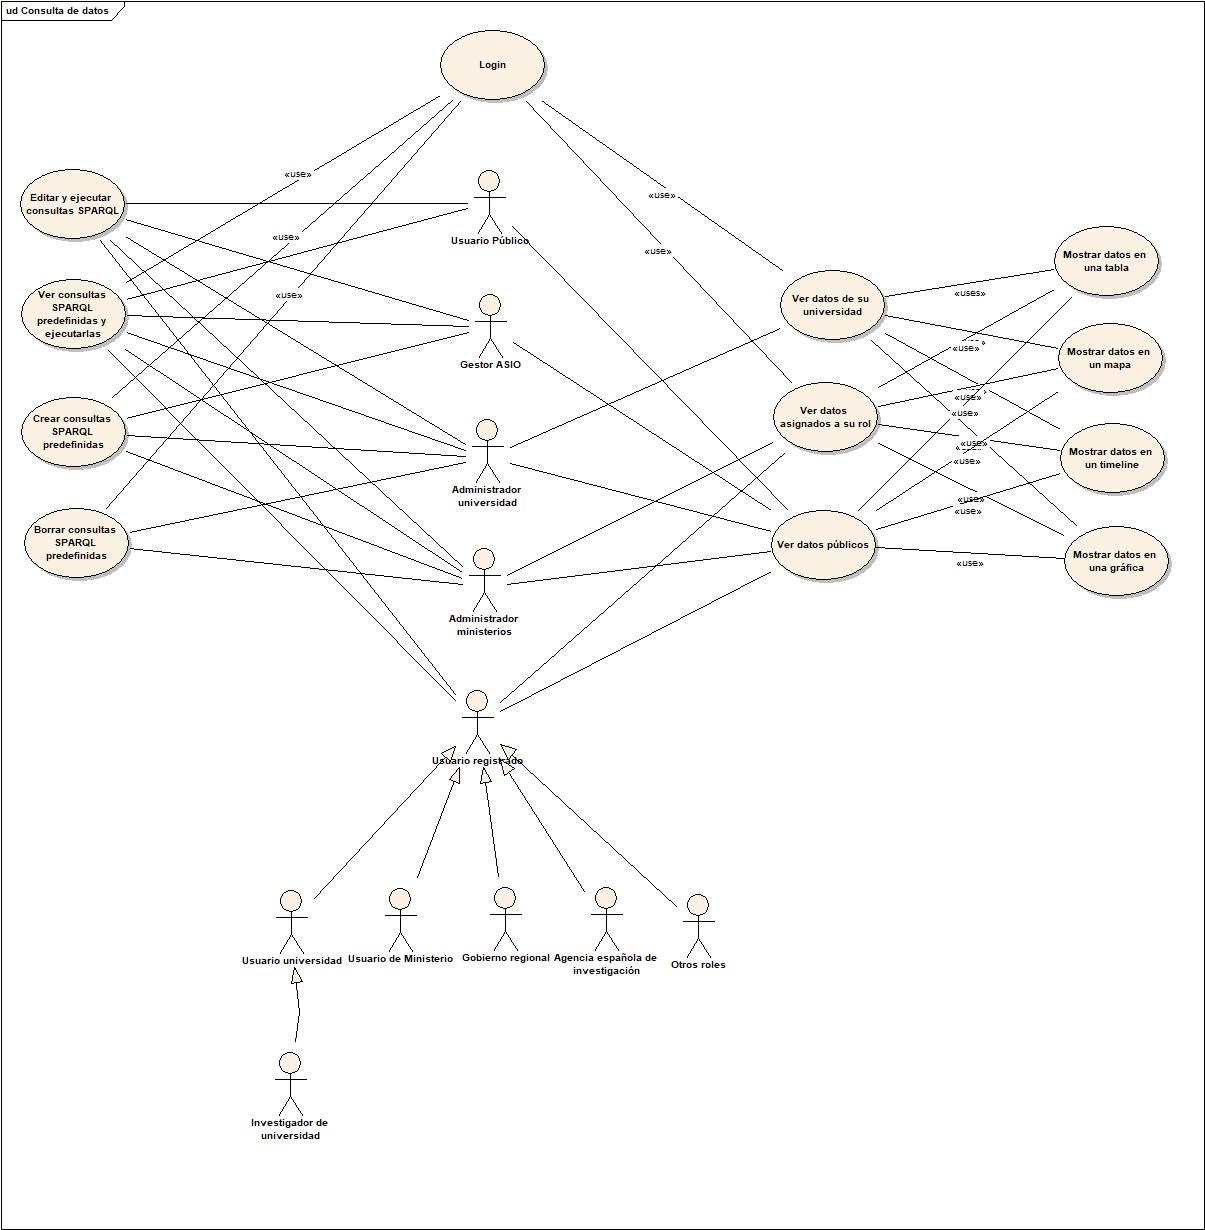 ud Consulta de datos
Login
«use»
«use»
«use»
«use»
«use»
Editar y ejecutar
consultas SPARQL
Ver consultas
SPARQL
predefinidas y
ejecutarlas
Crear consultas
SPARQL
predefinidas
Borrar consultas
SPARQL
predefinidas
Usuario Público
Gestor ASIO
Administrador
universidad
Administrador
ministerios
Usuario registrado
Ver datos de su
universidad
Ver datos
asignados a su rol
Ver datos públicos
«uses»
«use»
«use»
«use»
«use»
«use»
«use»
«use»
«use»
Mostrar datos en
una tabla
Mostrar datos en
un mapa
Mostrar datos en
un timeline
Mostrar datos en
una gráfica
Usuario universidad
Usuario de Ministerio
Gobierno regional
Agencia española de
investigación
Otros roles
Investigador de
universidad